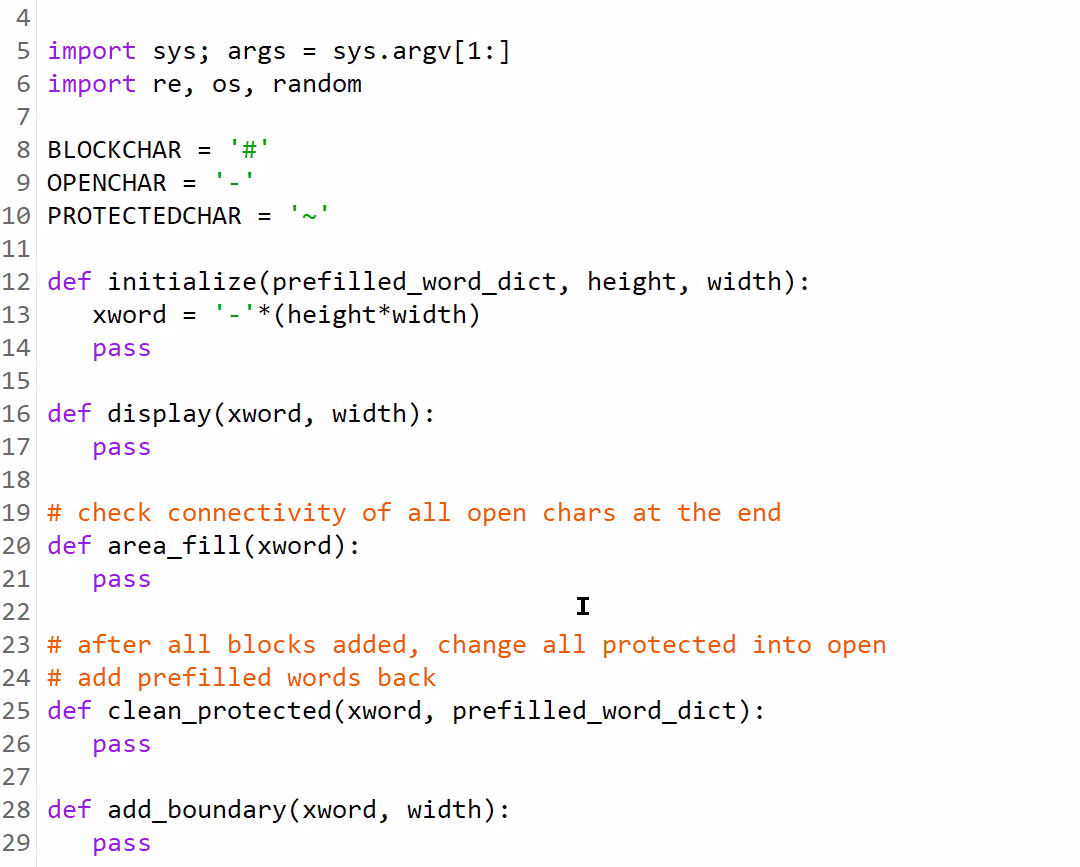 4
5 import sys; args = sys.argv[1:]
6 import re, os, random
7
8 BLOCKCHAR = '#'
9 OPENCHAR = '-'
10 PROTECTEDCHAR = '~'
11
12 def initialize(prefilled_word_dict, height, width):
13    xword = '-'*(height*width)
14    pass
15
16 def display(xword, width):
17    pass
18
19 # check connectivity of all open chars at the end
20 def area_fill(xword):
21    pass
22
23 # after all blocks added, change all protected into open
24 # add prefilled words back
25 def clean_protected(xword, prefilled_word_dict):
26    pass
27
28 def add_boundary(xword, width):
29    pass